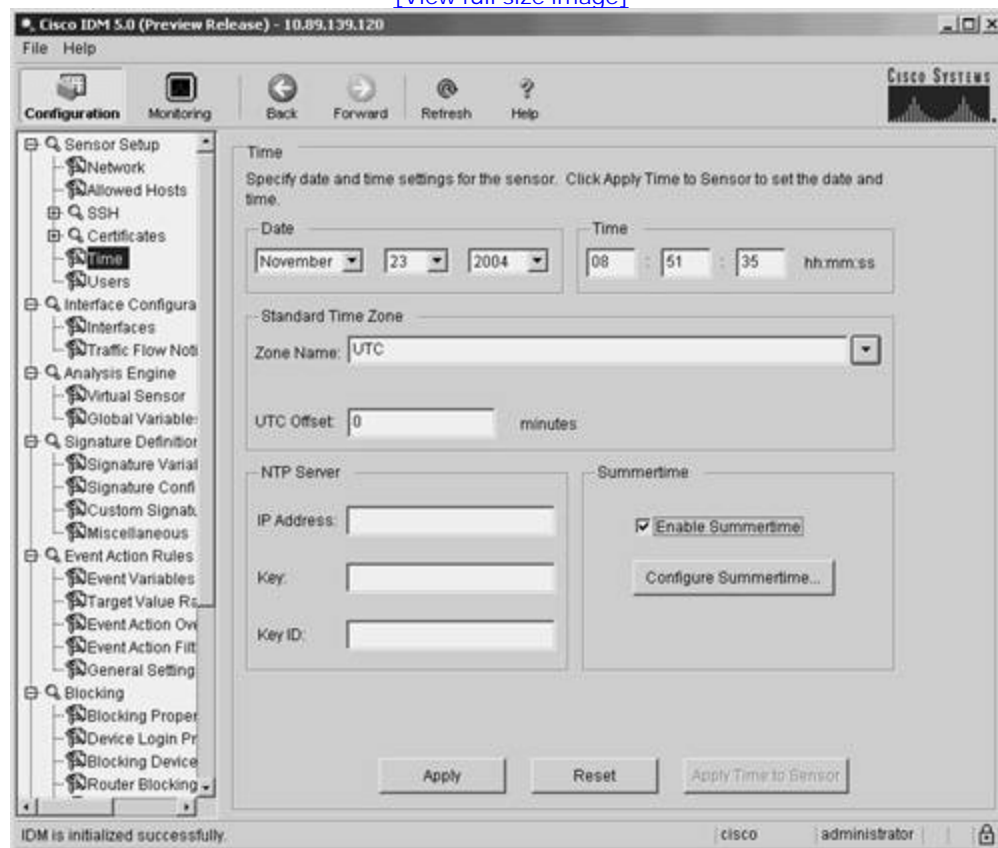 [View full size image]
Cisco IDM 5.0 (Preview Release) - 10.89.139.120
File Help
Configuration Monitoring Back Forward Refresh Help
CISCO SYSTEMS
Sensor Setup
Network
Allowed Hosts
SSH
Certificates
Time
Users
Interface Configura
Interfaces
Traffic Flow Noti
Analysis Engine
Virtual Sensor
Global Variable
Signature Definition
Signature Varial
Signature Confi
Custom Signatu
Miscellaneous
Event Action Rules
Event Variables
Target Value Ra
Event Action Ove
Event Action Filt
General Setting
Blocking
Blocking Proper
Device Login Pr
Blocking Device
Router Blocking
Time
Specify date and time settings for the sensor. Click Apply Time to Sensor to set the date and
time.
Date
November 23 2004
Time
08 : 51 : 35 hh:mm:ss
Standard Time Zone
Zone Name: UTC
UTC Offset: 0 minutes
NTP Server
IP Address:
Key:
Key ID:
Summertime
Enable Summertime
Configure Summertime...
Apply Reset Apply Time to Sensor
IDM is initialized successfully. cisco administrator